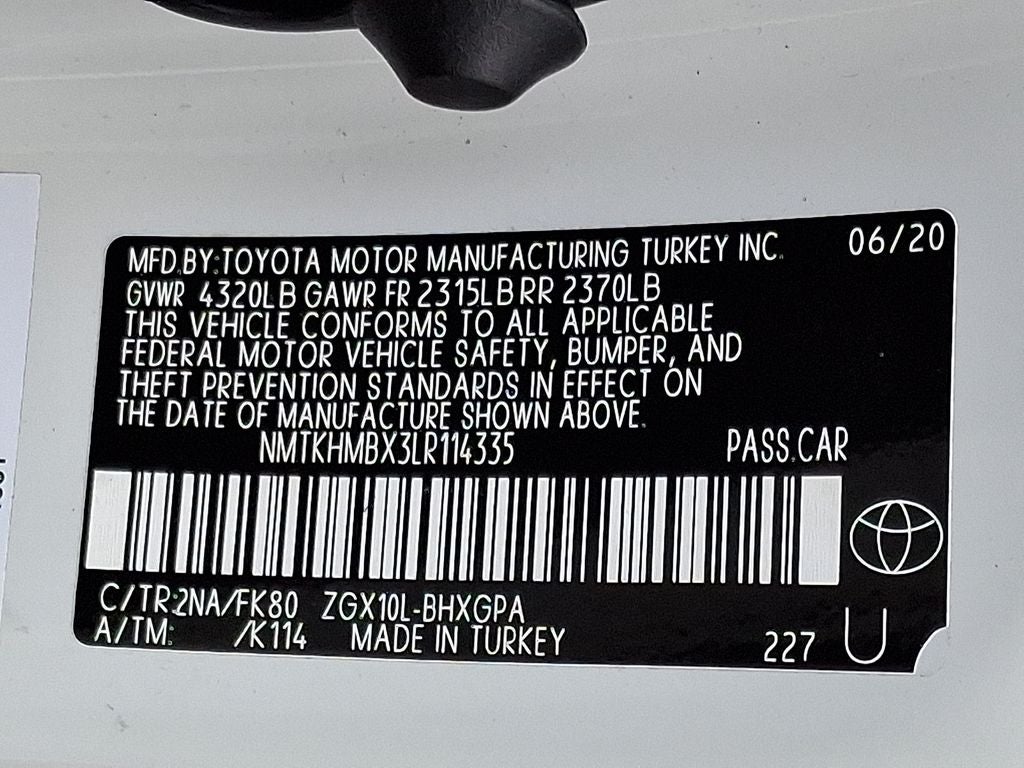 MFD.BY:TOYOTA MOTOR MANUFACTURING TURKEY INC. 06/20
GVWR 4320LB GAWR FR 2315LB RR 2370LB
THIS VEHICLE CONFORMS TO ALL APPLICABLE
FEDERAL MOTOR VEHICLE SAFETY, BUMPER, AND
THEFT PREVENTION STANDARDS IN EFFECT ON
THE DATE OF MANUFACTURE SHOWN ABOVE.
NMTKHMBX3LR114335 PASS.CAR
C/TR:2NA/FK80 ZGX10L-BHXGPA
A/TM: /K114 MADE IN TURKEY 227 U